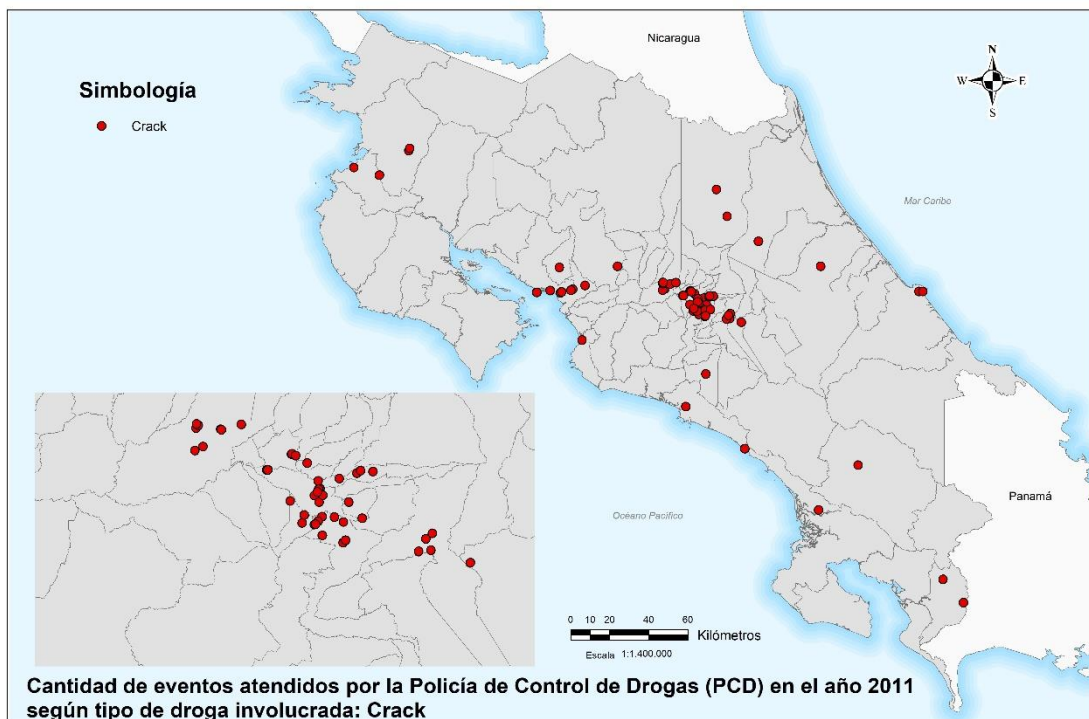 Nicaragua
N
W
E
S
Simbología
Crack
Mar Caribo
Panamá
Océano Pacífico
0 10 20 40 60
Kilómetros
Escala 1:1.400.000
Cantidad de eventos atendidos por la Policía de Control de Drogas (PCD) en el año 2011
según tipo de droga involucrada: Crack